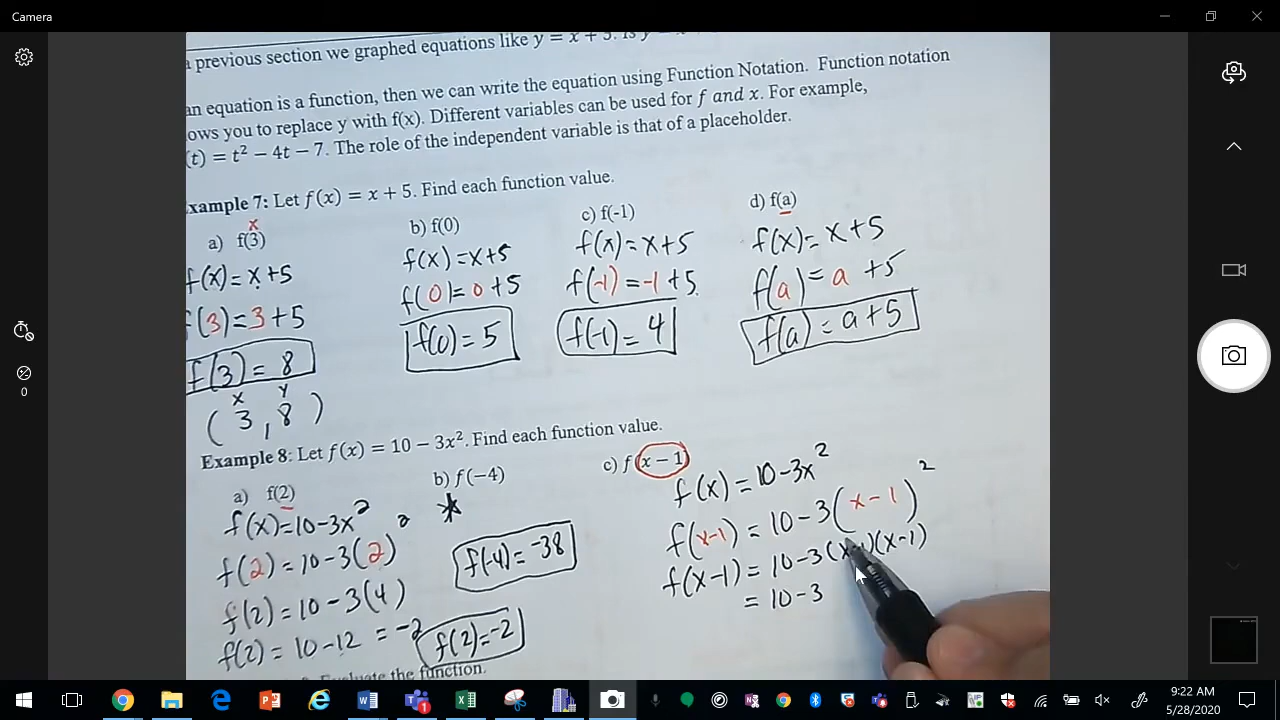 Camera
a previous section we graphed equations like y = x + 5. Is y
an equation is a function, then we can write the equation using Function Notation. Function notation
ows you to replace y with f(x). Different variables can be used for f and x. For example,
(t) = t² − 4t − 7. The role of the independent variable is that of a placeholder.
xample 7: Let f(x) = x + 5. Find each function value.
a) f(3)
x
f(x) = x+5
f(3) = 3+5
f(3) = 8
x y
(3, 8)
b) f(0)
f(x) = x+5
f(0) = 0 + 5
f(0) = 5
c) f(-1)
f(x) = x+5
f(-1) = -1 + 5
f(-1) = 4
d) f(a)
f(x) = x + 5
f(a) = a + 5
f(a) = a + 5
Example 8: Let f(x) = 10 − 3x². Find each function value.
a) f(2)
f(x) = 10-3x²
f(2) = 10-3(2)²
f(2) = 10-3(4)
f(2) = 10-12 = -2
f(2) = -2
b) f(−4)
*
f(-4) = -38
c) f(x − 1)
f(x) = 10-3x²
f(x-1) = 10-3(x-1)²
f(x-1) = 10-3(x-1)(x-1)
= 10-3
Evaluate the function.
0
9:22 AM
5/28/2020